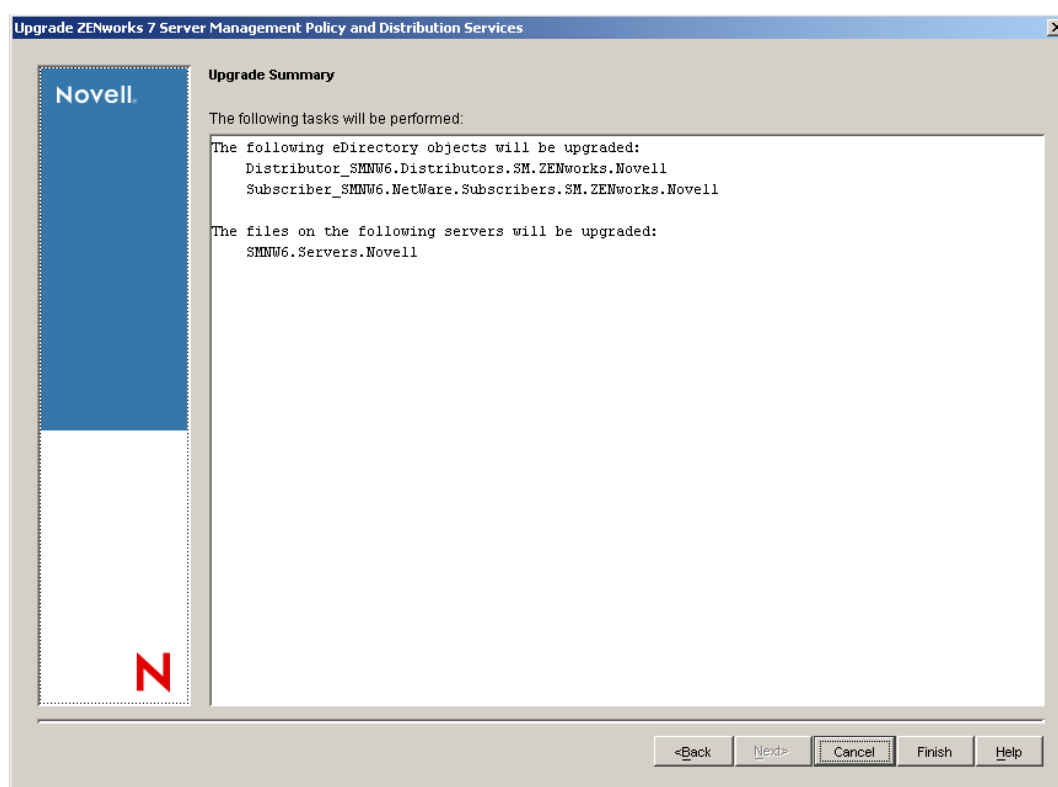 Upgrade ZENworks 7 Server Management Policy and Distribution Services
Novell.
Upgrade Summary
The following tasks will be performed:
The following eDirectory objects will be upgraded:
Distributor_SMNW6.Distributors.SM.ZENworks.Novell
Subscriber_SMNW6.NetWare.Subscribers.SM.ZENworks.Novell
The files on the following servers will be upgraded:
SMNW6.Servers.Novell
N
<Back Next> Cancel Finish Help